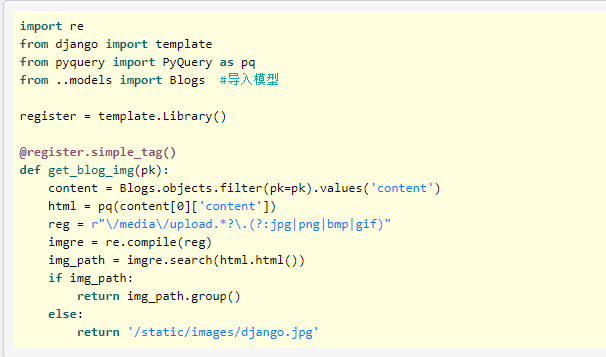 import re
from django import template
from pyquery import PyQuery as pq
from ..models import Blogs  #导入模型

register = template.Library()

@register.simple_tag()
def get_blog_img(pk):
    content = Blogs.objects.filter(pk=pk).values('content')
    html = pq(content[0]['content'])
    reg = r"\/media\/upload.*?\.(?:jpg|png|bmp|gif)"
    imgre = re.compile(reg)
    img_path = imgre.search(html.html())
    if img_path:
        return img_path.group()
    else:
        return '/static/images/django.jpg'